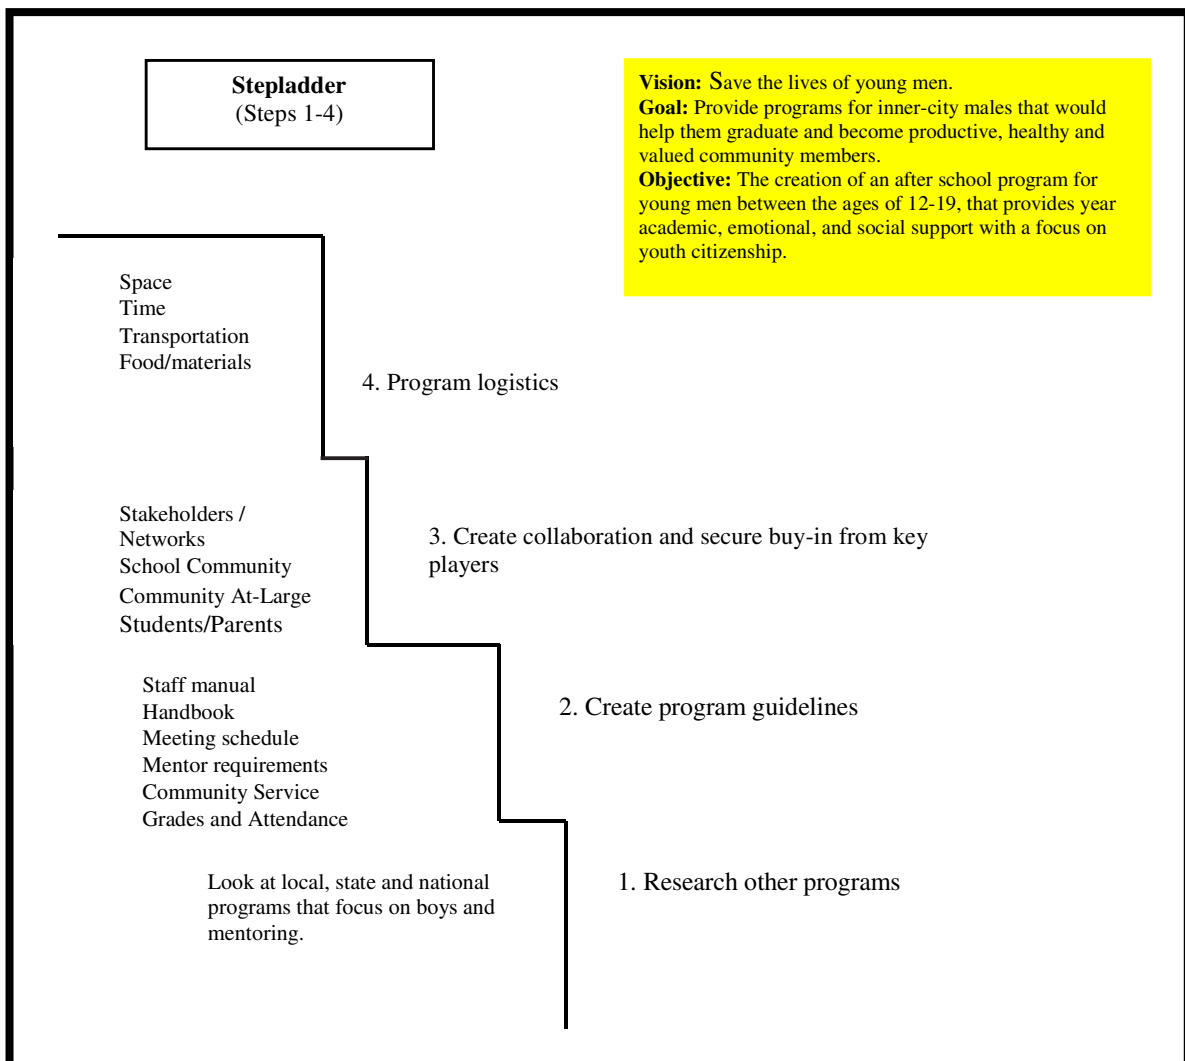 Stepladder
(Steps 1-4)
Vision: Save the lives of young men.
Goal: Provide programs for inner-city males that would
help them graduate and become productive, healthy and
valued community members.
Objective: The creation of an after school program for
young men between the ages of 12-19, that provides year
academic, emotional, and social support with a focus on
youth citizenship.
Space
Time
Transportation
Food/materials
4. Program logistics
Stakeholders /
Networks
School Community
Community At-Large
Students/Parents
3. Create collaboration and secure buy-in from key
players
Staff manual
Handbook
Meeting schedule
Mentor requirements
Community Service
Grades and Attendance
2. Create program guidelines
Look at local, state and national
programs that focus on boys and
mentoring.
1. Research other programs